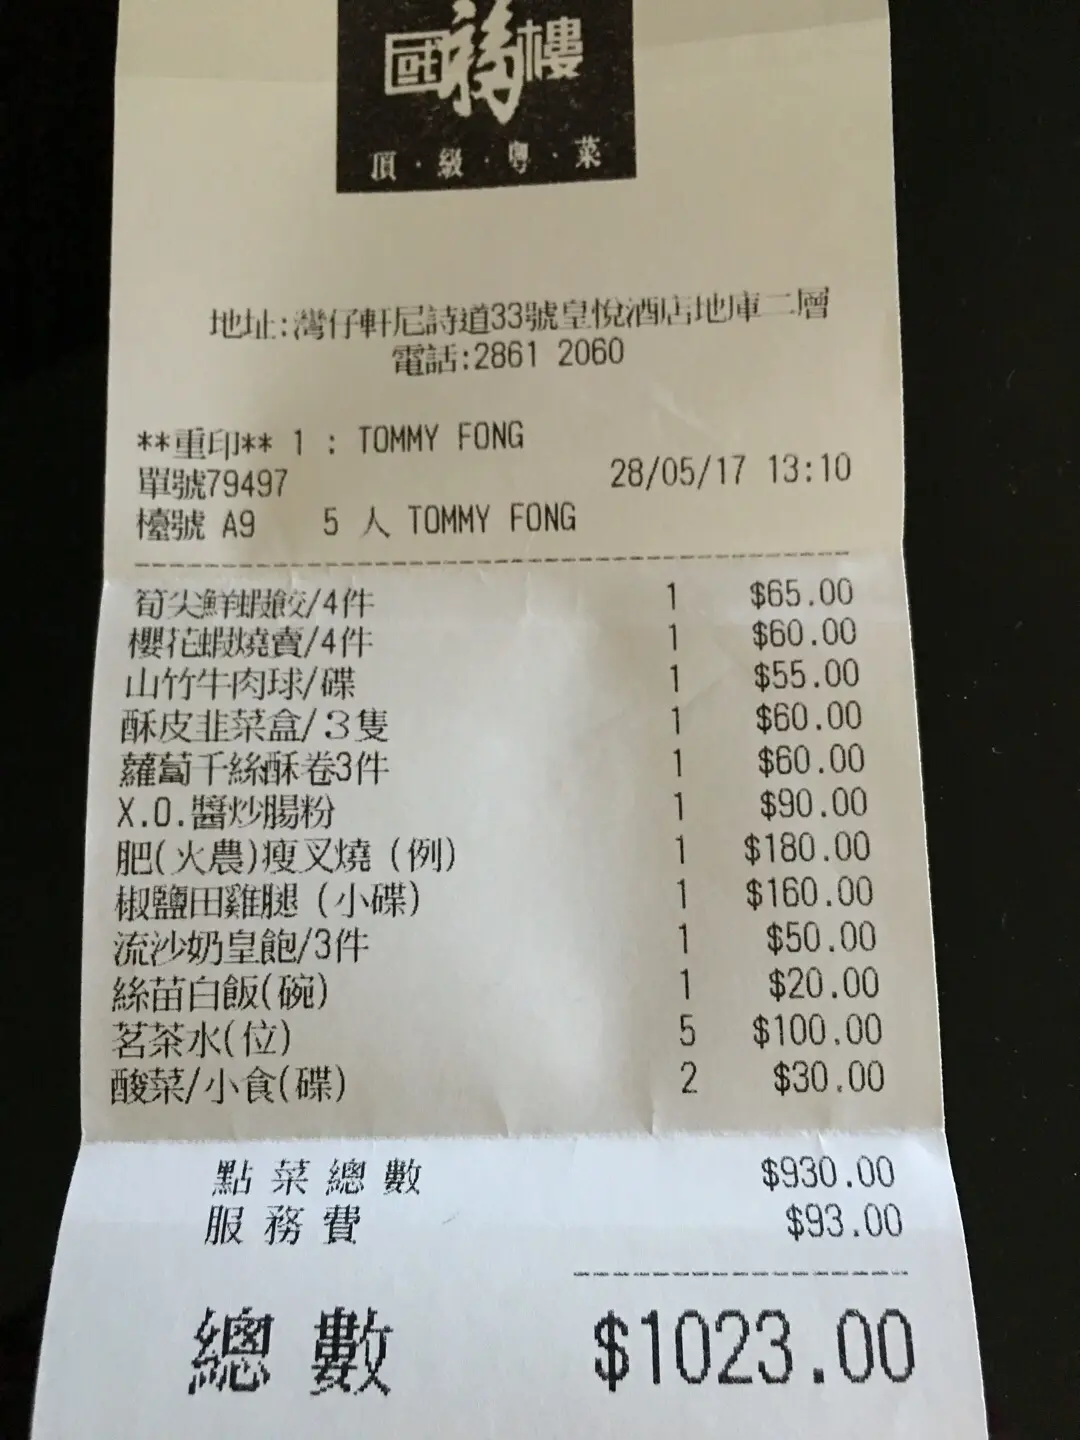 國福樓
頂·級·粵·菜
地址:灣仔軒尼詩道33號皇悅酒店地庫二層
電話:2861 2060
**重印** 1 : TOMMY FONG
單號79497 28/05/17 13:10
檯號 A9 5 人 TOMMY FONG
筍尖鮮蝦餃/4件 1 $65.00
櫻花蝦燒賣/4件 1 $60.00
山竹牛肉球/碟 1 $55.00
酥皮韭菜盒/３隻 1 $60.00
蘿蔔千絲酥卷3件 1 $60.00
X.O.醬炒腸粉 1 $90.00
肥(火農)瘦叉燒 (例) 1 $180.00
椒鹽田雞腿 (小碟) 1 $160.00
流沙奶皇飽/3件 1 $50.00
絲苗白飯(碗) 1 $20.00
茗茶水(位) 5 $100.00
酸菜/小食(碟) 2 $30.00
點菜總數 $930.00
服務費 $93.00
總數 $1023.00